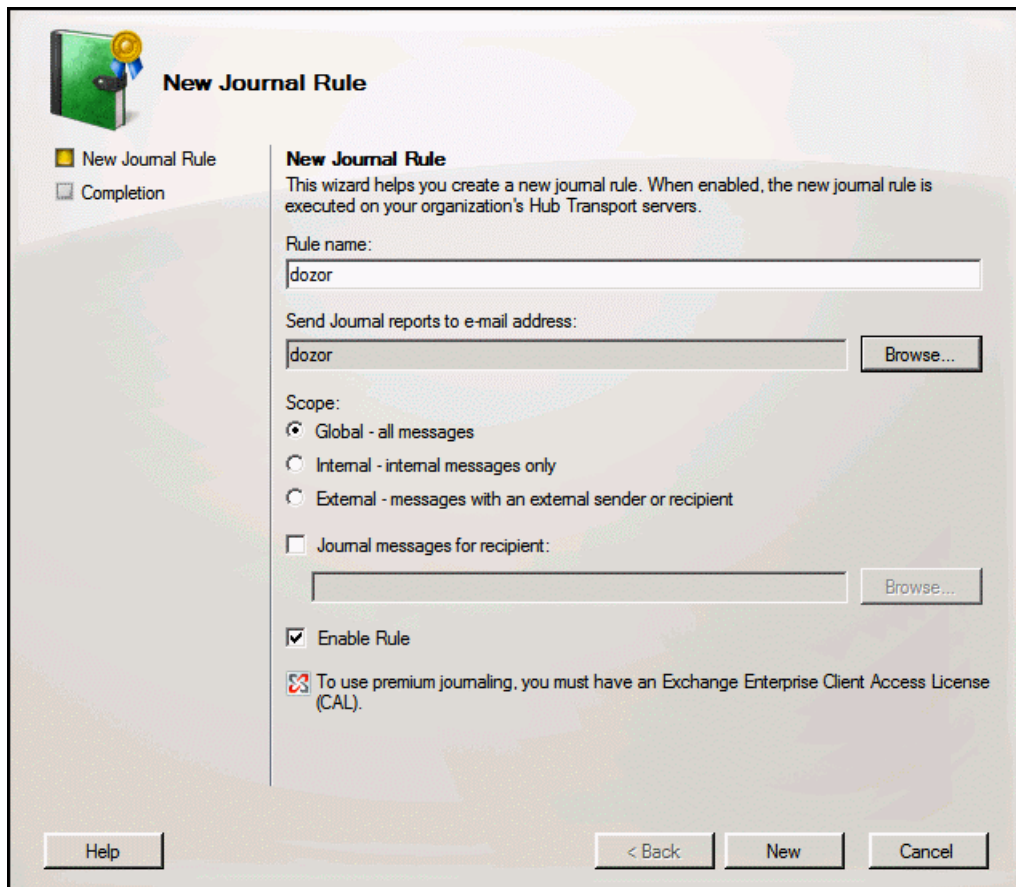 New Journal Rule
New Journal Rule
Completion
New Journal Rule
This wizard helps you create a new journal rule. When enabled, the new journal rule is
executed on your organization's Hub Transport servers.
Rule name:
dozor
Send Journal reports to e-mail address:
dozor
Browse...
Scope:
Global - all messages
Internal - internal messages only
External - messages with an external sender or recipient
Journal messages for recipient:
Browse...
Enable Rule
To use premium journaling, you must have an Exchange Enterprise Client Access License
(CAL).
Help
< Back
New
Cancel